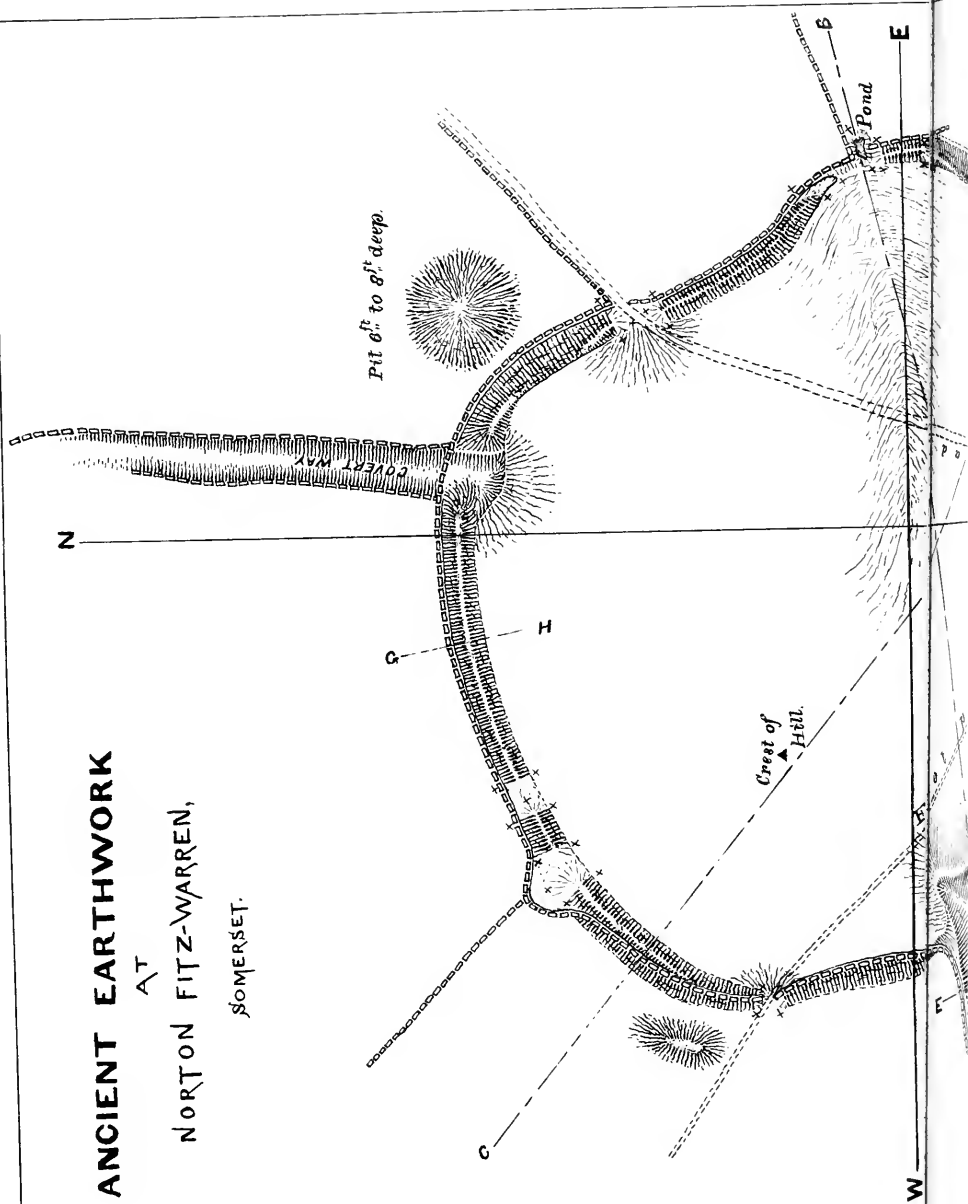 ANCIENT EARTHWORK
AT
NORTON FITZ-WARREN,
SOMERSET.
N
COVERT WAY
Pit 6ft to 8ft deep.
B
E
Pond
G
H
Crest of
Hill.
C
W